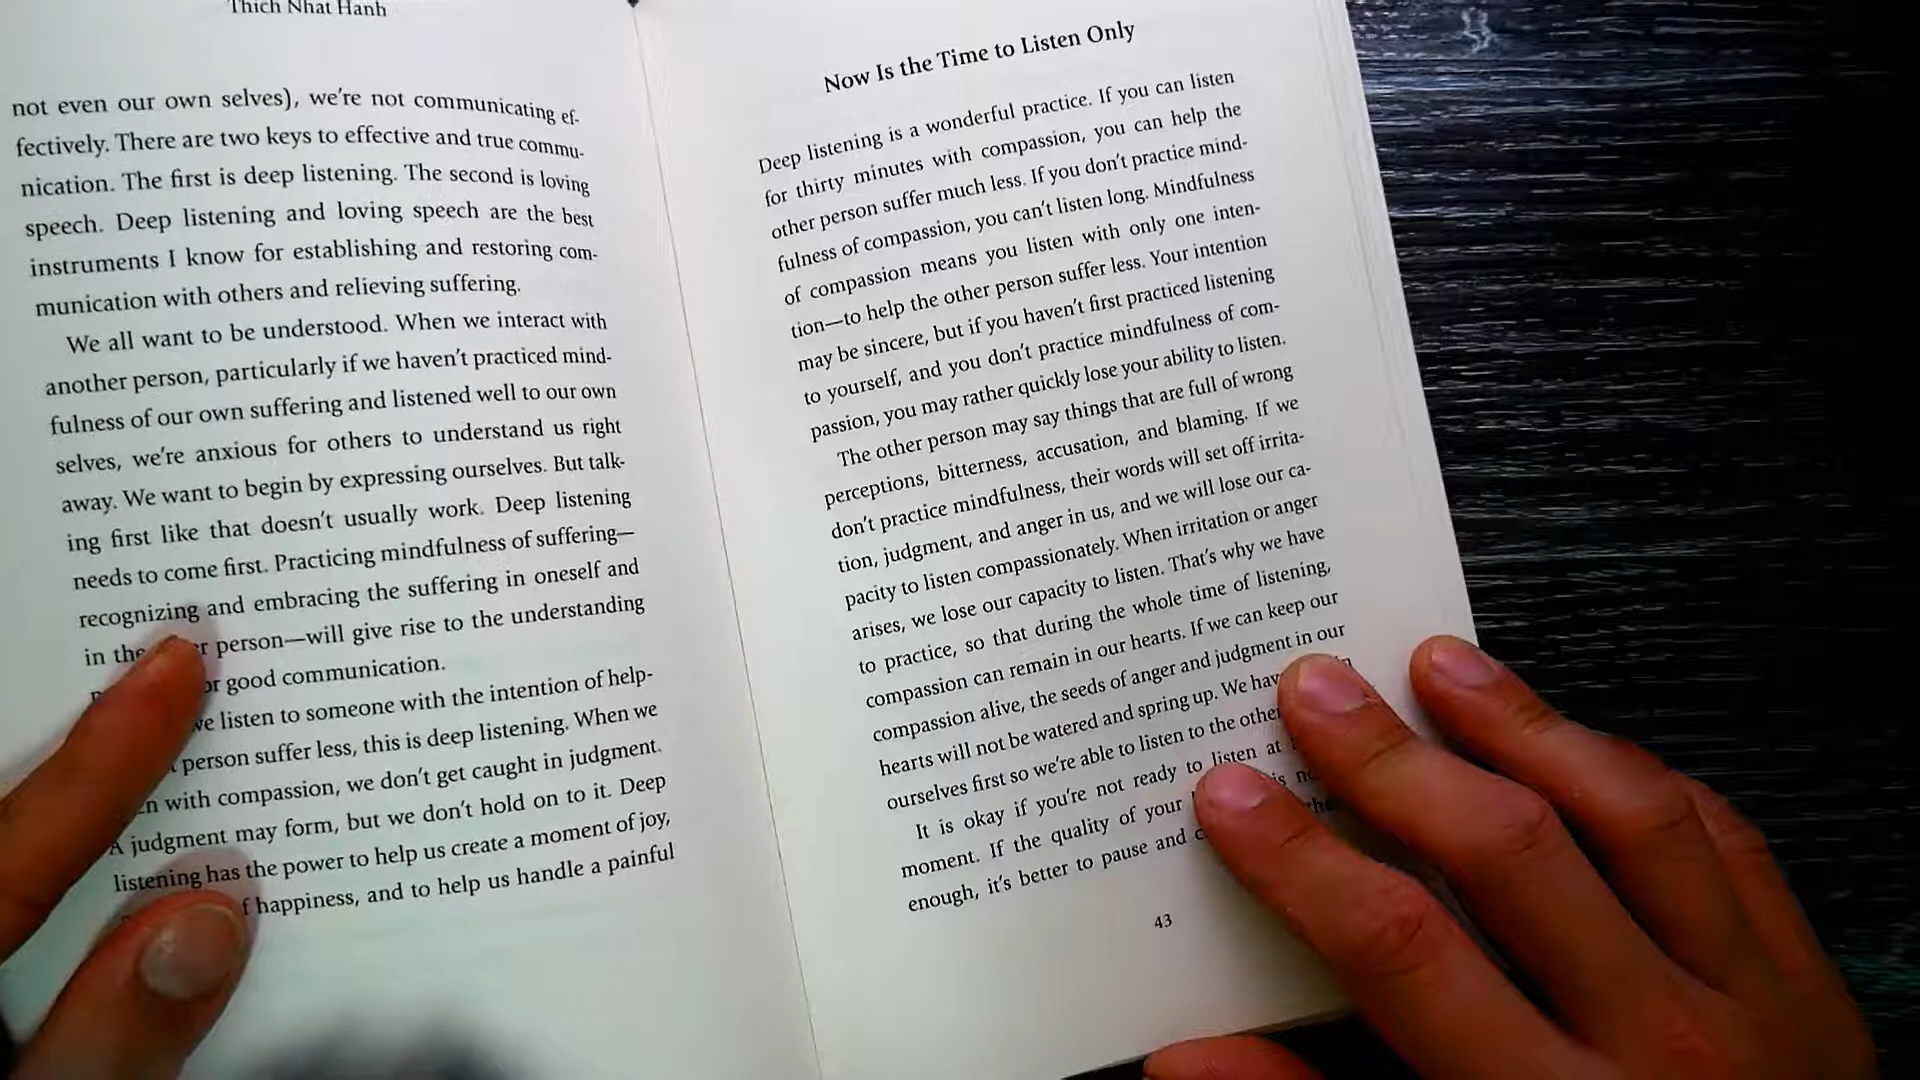 Thich Nhat Hanh
not even our own selves), we're not communicating ef-
fectively. There are two keys to effective and true commu-
nication. The first is deep listening. The second is loving
speech. Deep listening and loving speech are the best
instruments I know for establishing and restoring com-
munication with others and relieving suffering.
We all want to be understood. When we interact with
another person, particularly if we haven't practiced mind-
fulness of our own suffering and listened well to our own
selves, we're anxious for others to understand us right
away. We want to begin by expressing ourselves. But talk-
ing first like that doesn't usually work. Deep listening
needs to come first. Practicing mindfulness of suffering—
recognizing and embracing the suffering in oneself and
in the person—will give rise to the understanding
good communication.
listen to someone with the intention of help-
person suffer less, this is deep listening. When we
with compassion, we don't get caught in judgment.
A judgment may form, but we don't hold on to it. Deep
listening has the power to help us create a moment of joy,
happiness, and to help us handle a painful
Now Is the Time to Listen Only
Deep listening is a wonderful practice. If you can listen
for thirty minutes with compassion, you can help the
other person suffer much less. If you don't practice mind-
fulness of compassion, you can't listen long. Mindfulness
of compassion means you listen with only one inten-
tion—to help the other person suffer less. Your intention
may be sincere, but if you haven't first practiced listening
to yourself, and you don't practice mindfulness of com-
passion, you may rather quickly lose your ability to listen.
The other person may say things that are full of wrong
perceptions, bitterness, accusation, and blaming. If we
don't practice mindfulness, their words will set off irrita-
tion, judgment, and anger in us, and we will lose our ca-
pacity to listen compassionately. When irritation or anger
arises, we lose our capacity to listen. That's why we have
to practice, so that during the whole time of listening,
compassion can remain in our hearts. If we can keep our
compassion alive, the seeds of anger and judgment in our
hearts will not be watered and spring up. We have
ourselves first so we're able to listen to the other
It is okay if you're not ready to listen at
moment. If the quality of your
enough, it's better to pause and
43